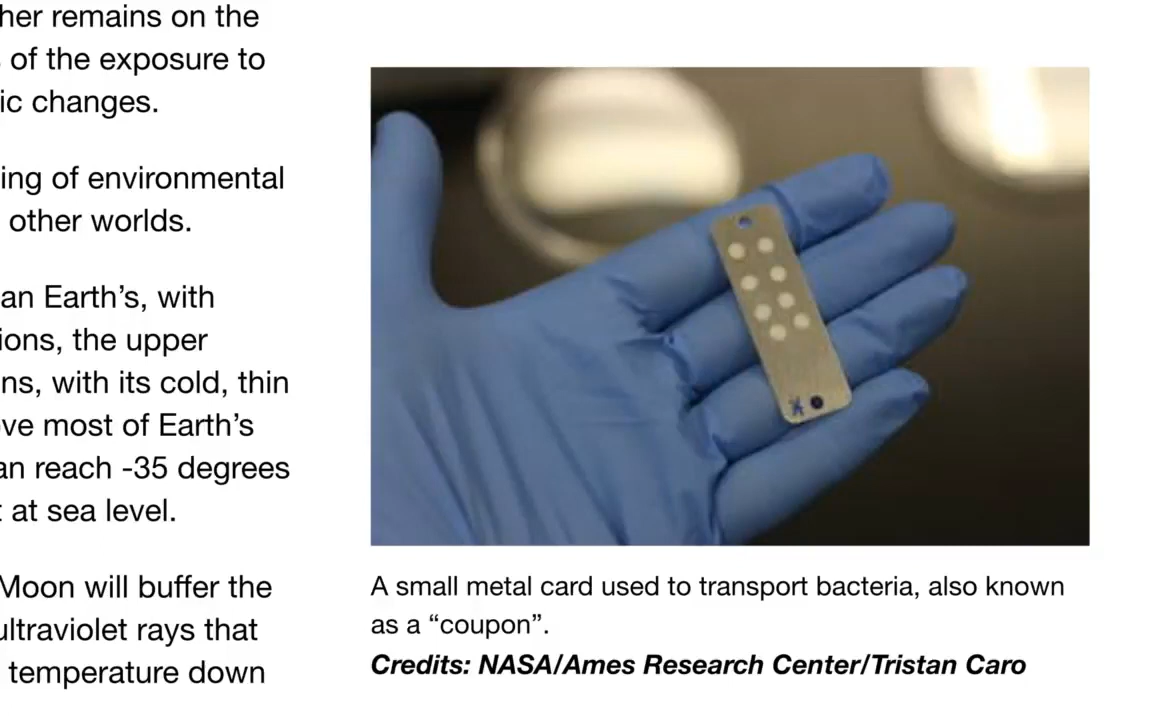 her remains on the
of the exposure to
ic changes.
ing of environmental
other worlds.
an Earth’s, with
ions, the upper
ns, with its cold, thin
ve most of Earth’s
an reach -35 degrees
at sea level.
Moon will buffer the
ultraviolet rays that
temperature down
A small metal card used to transport bacteria, also known
as a “coupon”.
Credits: NASA/Ames Research Center/Tristan Caro